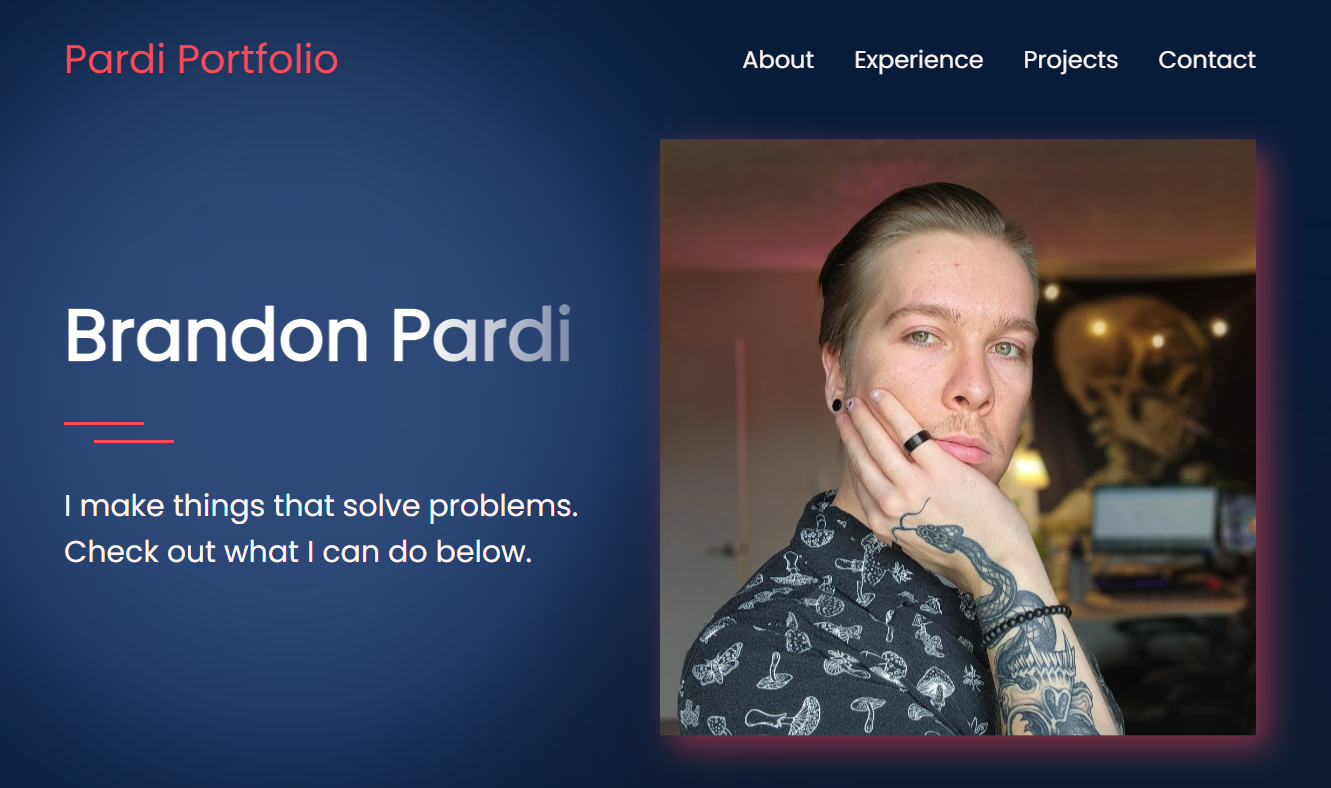 Pardi Portfolio
About Experience Projects Contact
Brandon Pardi
I make things that solve problems.
Check out what I can do below.